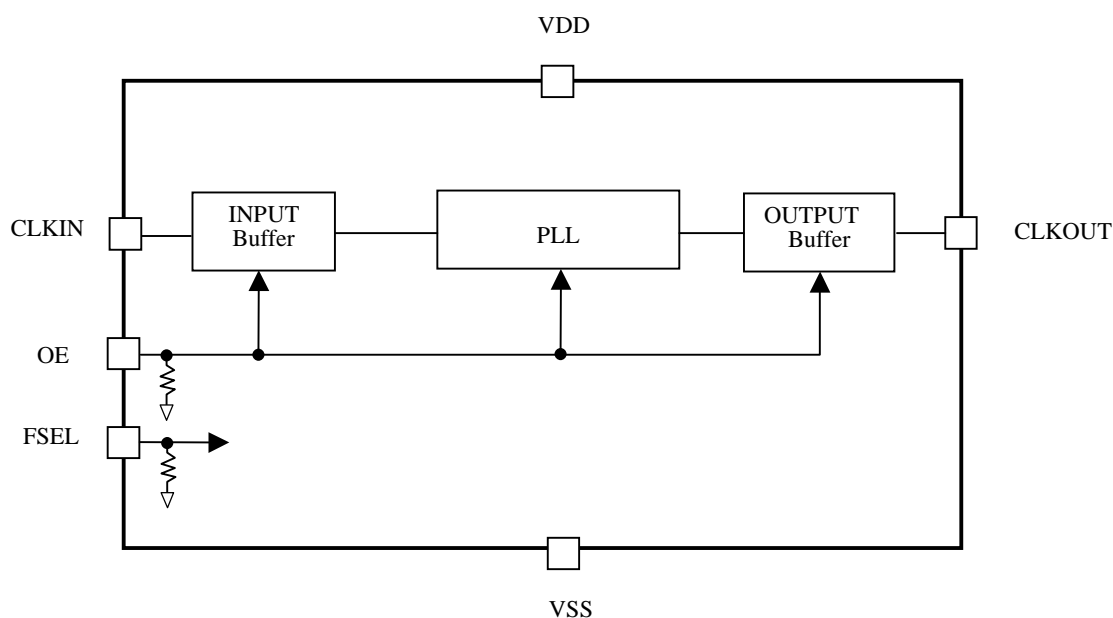 VDD
INPUT
Buffer
PLL
OUTPUT
Buffer
CLKIN
CLKOUT
OE
FSEL
VSS